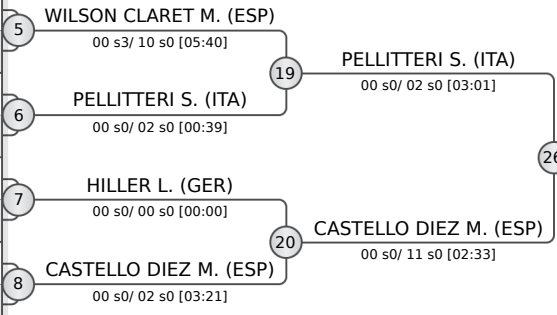 WILSON CLARET M. (ESP)
5
00 s3/ 10 s0 [05:40]
PELLITTERI S. (ITA)
19
00 s0/ 02 s0 [03:01]
PELLITTERI S. (ITA)
6
00 s0/ 02 s0 [00:39]
26
HILLER L. (GER)
7
00 s0/ 00 s0 [00:00]
CASTELLO DIEZ M. (ESP)
20
00 s0/ 11 s0 [02:33]
CASTELLO DIEZ M. (ESP)
8
00 s0/ 02 s0 [03:21]